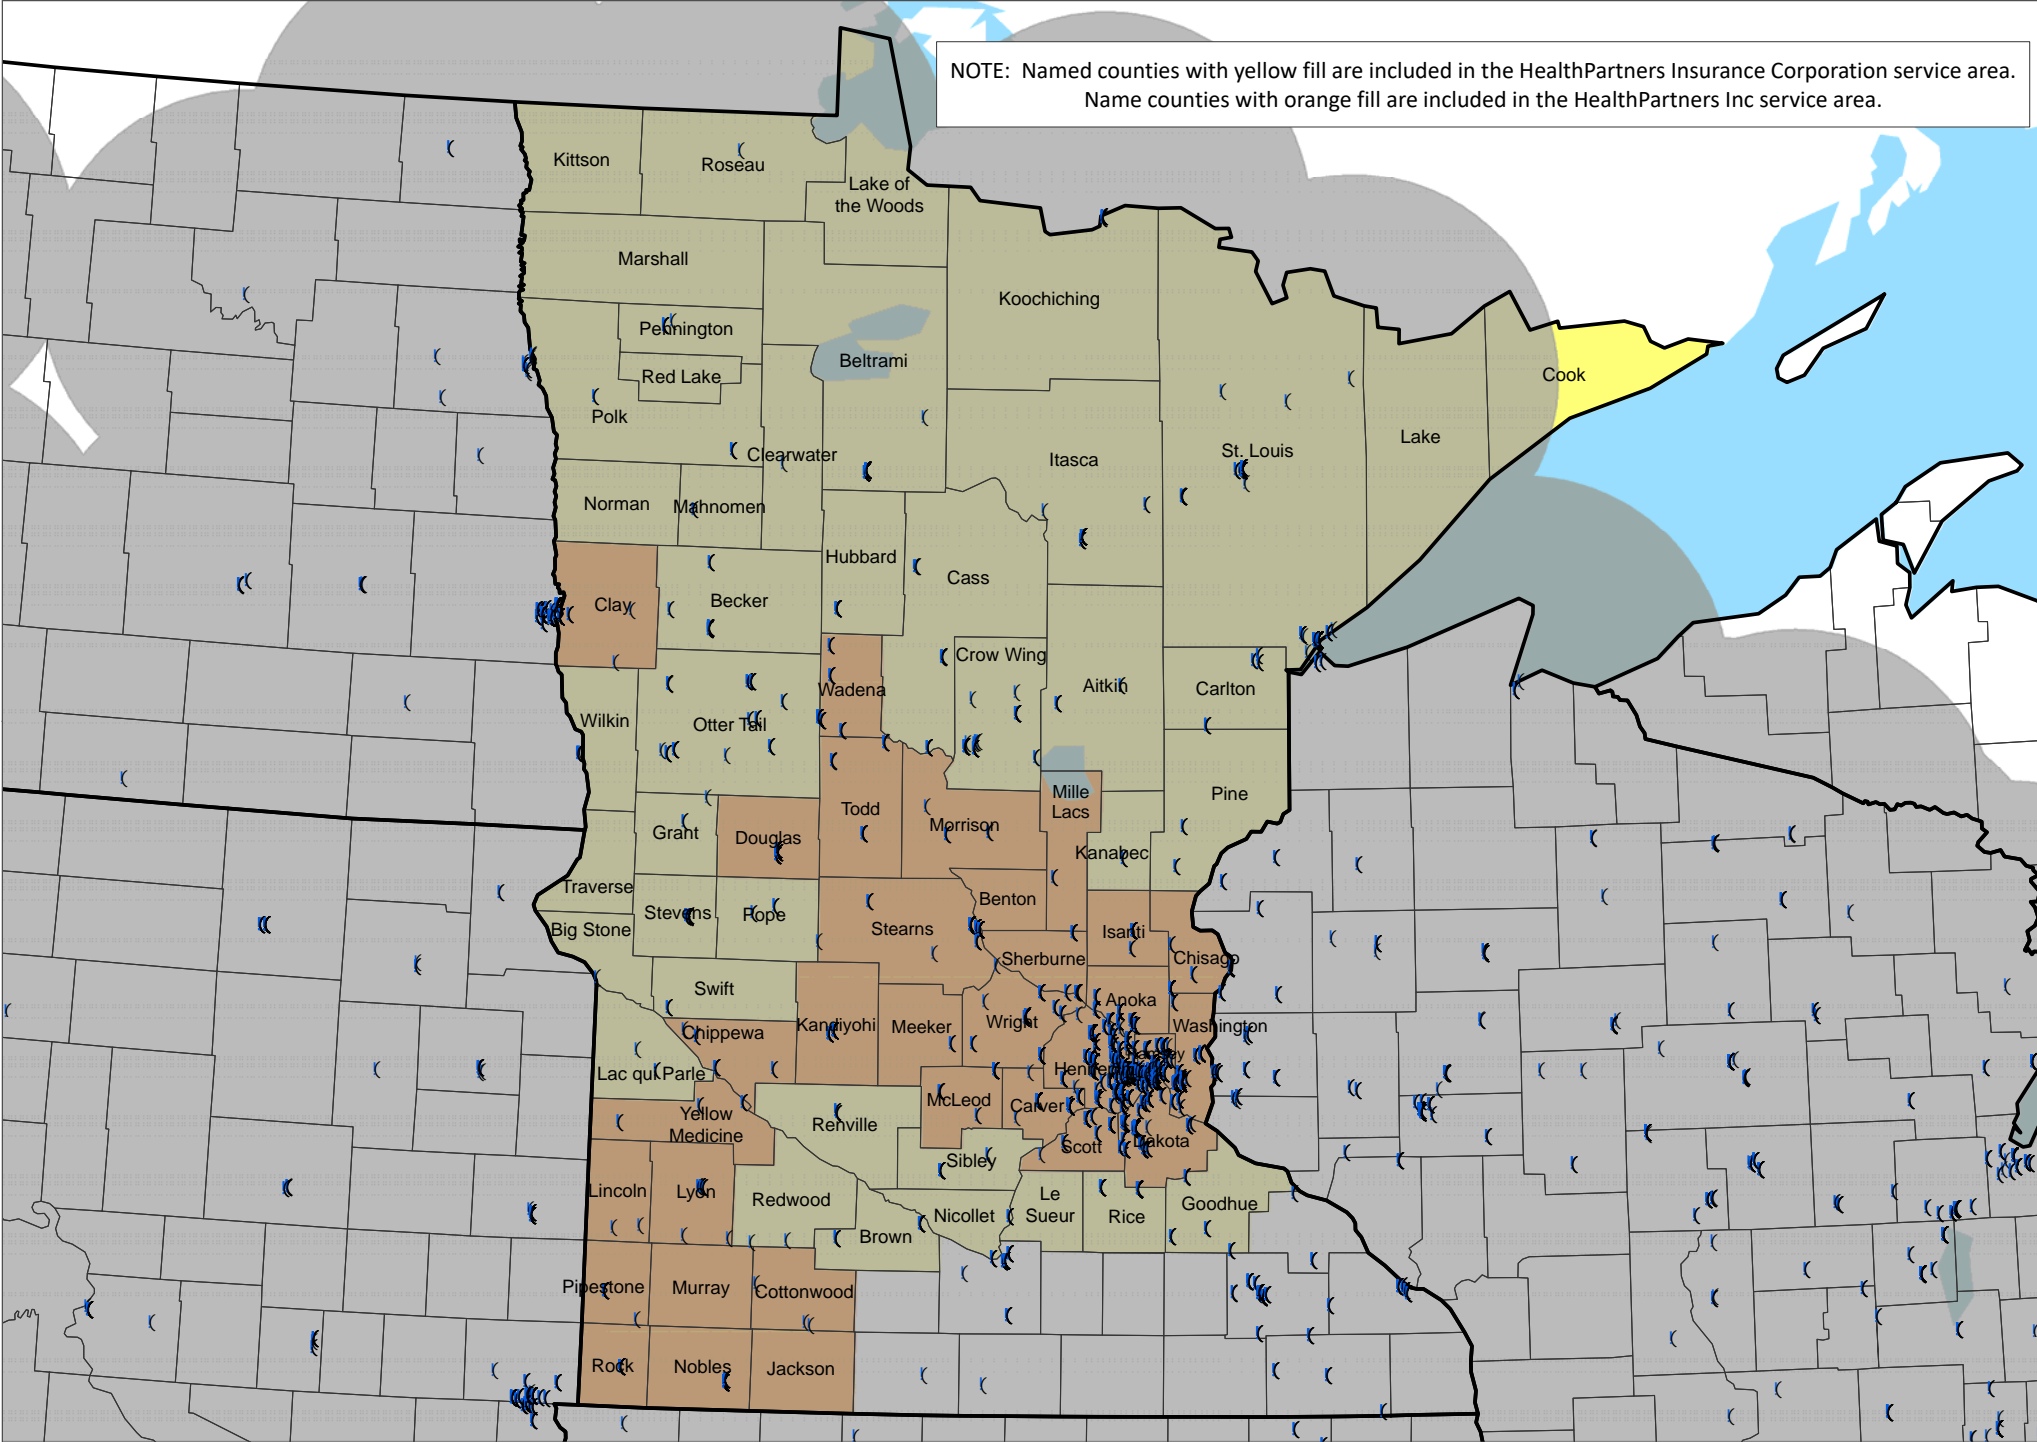 NOTE:  Named counties with yellow fill are included in the HealthPartners Insurance Corporation service area.
Name counties with orange fill are included in the HealthPartners Inc service area.
Kittson
Roseau
Lake of
the Woods
Marshall
Koochiching
Pennington
Beltrami
Red Lake
Cook
Polk
Lake
Clearwater
St. Louis
Itasca
Norman
Mahnomen
Hubbard
Cass
Clay
Becker
Crow Wing
Wadena
Aitkin
Carlton
Wilkin
Otter Tail
Mille
Lacs
Pine
Todd
Morrison
Grant
Douglas
Kanabec
Traverse
Benton
Stevens
Pope
Big Stone
Stearns
Isanti
Sherburne
Chisago
Swift
Anoka
Chippewa
Kandiyohi
Meeker
Wright
Washington
Ramsey
Hennepin
Lac qui Parle
McLeod
Carver
Yellow
Medicine
Renville
Scott
Dakota
Sibley
Lincoln
Lyon
Redwood
Le
Sueur
Nicollet
Rice
Goodhue
Brown
Pipestone
Murray
Cottonwood
Rock
Nobles
Jackson